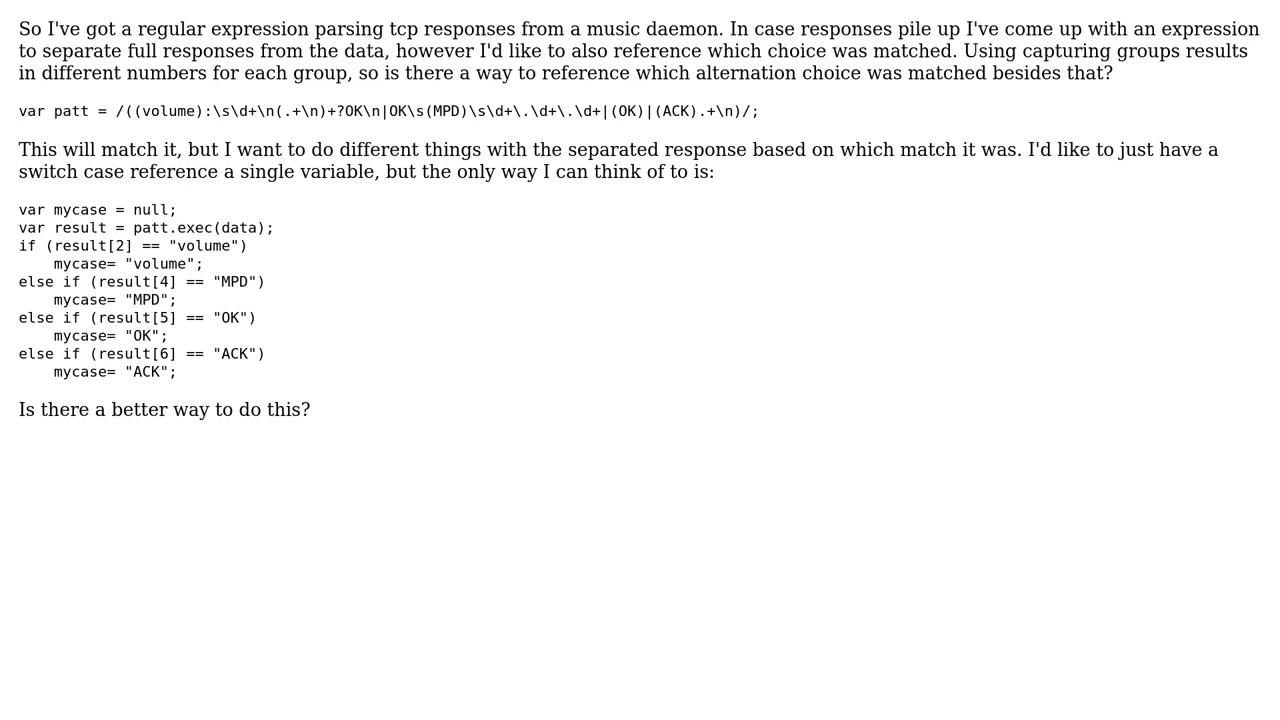 So I've got a regular expression parsing tcp responses from a music daemon. In case responses pile up I've come up with an expression
to separate full responses from the data, however I'd like to also reference which choice was matched. Using capturing groups results
in different numbers for each group, so is there a way to reference which alternation choice was matched besides that?
var patt = /((volume):\s\d+\n(.+\n)+?OK\n|OK\s(MPD)\s\d+\.\d+\.\d+|(OK)|(ACK).+\n)/;
This will match it, but I want to do different things with the separated response based on which match it was. I'd like to just have a
switch case reference a single variable, but the only way I can think of to is:
var mycase = null;
var result = patt.exec(data);
if (result[2] == "volume")
    mycase= "volume";
else if (result[4] == "MPD")
    mycase= "MPD";
else if (result[5] == "OK")
    mycase= "OK";
else if (result[6] == "ACK")
    mycase= "ACK";
Is there a better way to do this?